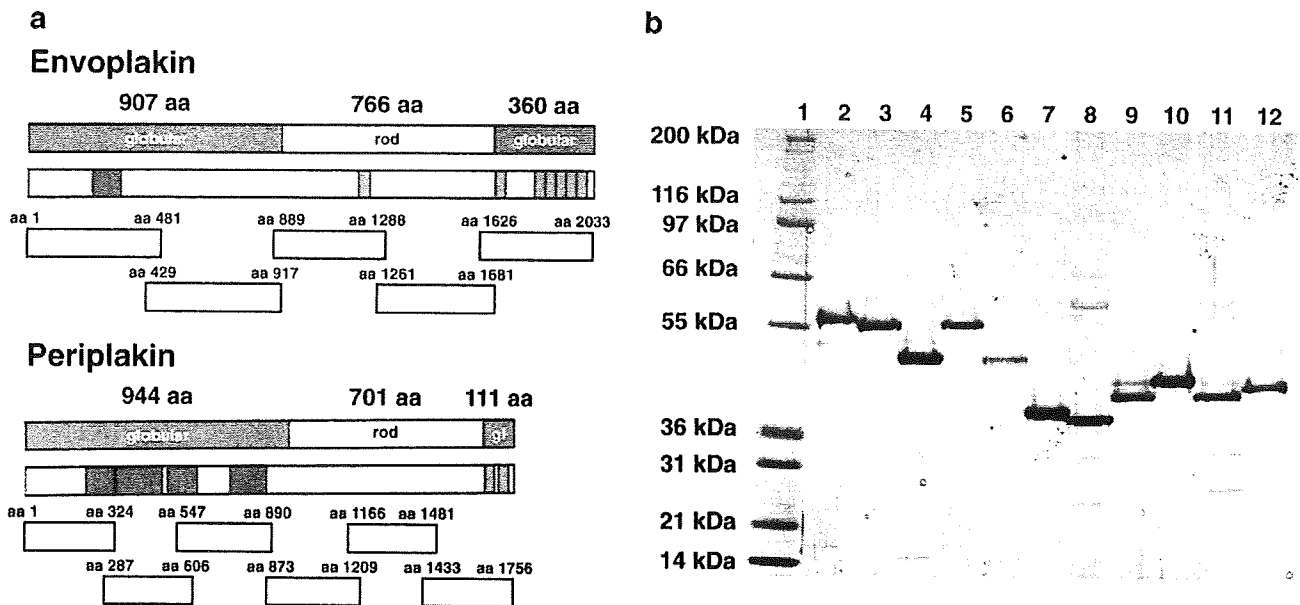 a
Envoplakin
907 aa 766 aa 360 aa
globular rod globular
aa 1 aa 481 aa 889 aa 1288 aa 1626 aa 2033
aa 429 aa 917 aa 1261 aa 1681
Periplakin
944 aa 701 aa 111 aa
globular rod gl
aa 1 aa 324 aa 547 aa 890 aa 1166 aa 1481
aa 287 aa 606 aa 873 aa 1209 aa 1433 aa 1756
b
1 2 3 4 5 6 7 8 9 10 11 12
200 kDa
116 kDa
97 kDa
66 kDa
55 kDa
36 kDa
31 kDa
21 kDa
14 kDa